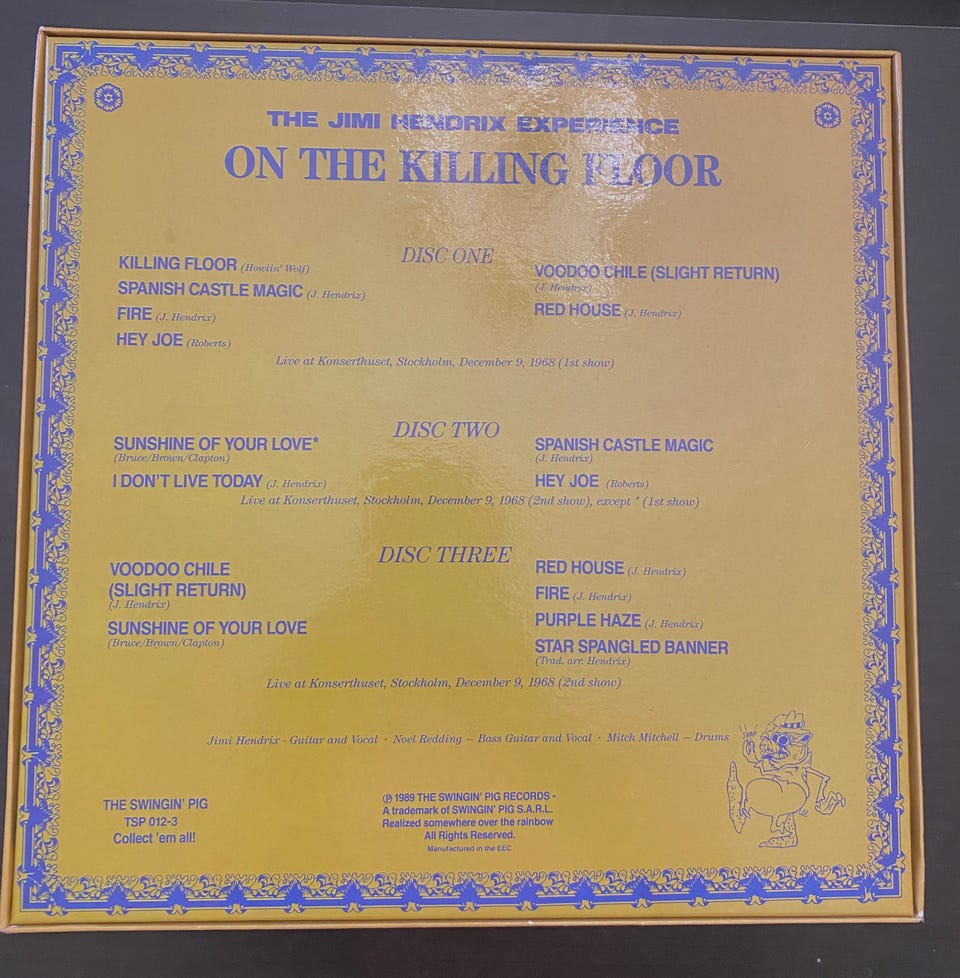 THE JIMI HENDRIX EXPERIENCE
ON THE KILLING FLOOR
DISC ONE
KILLING FLOOR (Howlin' Wolf)
SPANISH CASTLE MAGIC (J. Hendrix)
FIRE (J. Hendrix)
HEY JOE (Roberts)
VOODOO CHILE (SLIGHT RETURN)
(J. Hendrix)
RED HOUSE (J. Hendrix)
Live at Konserthuset, Stockholm, December 9, 1968 (1st show)
DISC TWO
SUNSHINE OF YOUR LOVE*
(Bruce/Brown/Clapton)
I DON'T LIVE TODAY (J. Hendrix)
SPANISH CASTLE MAGIC
(J. Hendrix)
HEY JOE (Roberts)
Live at Konserthuset, Stockholm, December 9, 1968 (2nd show), except * (1st show)
DISC THREE
VOODOO CHILE
(SLIGHT RETURN)
(J. Hendrix)
SUNSHINE OF YOUR LOVE
(Bruce/Brown/Clapton)
RED HOUSE (J. Hendrix)
FIRE (J. Hendrix)
PURPLE HAZE (J. Hendrix)
STAR SPANGLED BANNER
(Trad. arr. Hendrix)
Live at Konserthuset, Stockholm, December 9, 1968 (2nd show)
Jimi Hendrix - Guitar and Vocal · Noel Redding – Bass Guitar and Vocal · Mitch Mitchell – Drums
THE SWINGIN' PIG
TSP 012-3
Collect 'em all!
℗ 1989 THE SWINGIN' PIG RECORDS -
A trademark of SWINGIN' PIG S.A.R.L.
Realized somewhere over the rainbow
All Rights Reserved.
Manufactured in the EEC